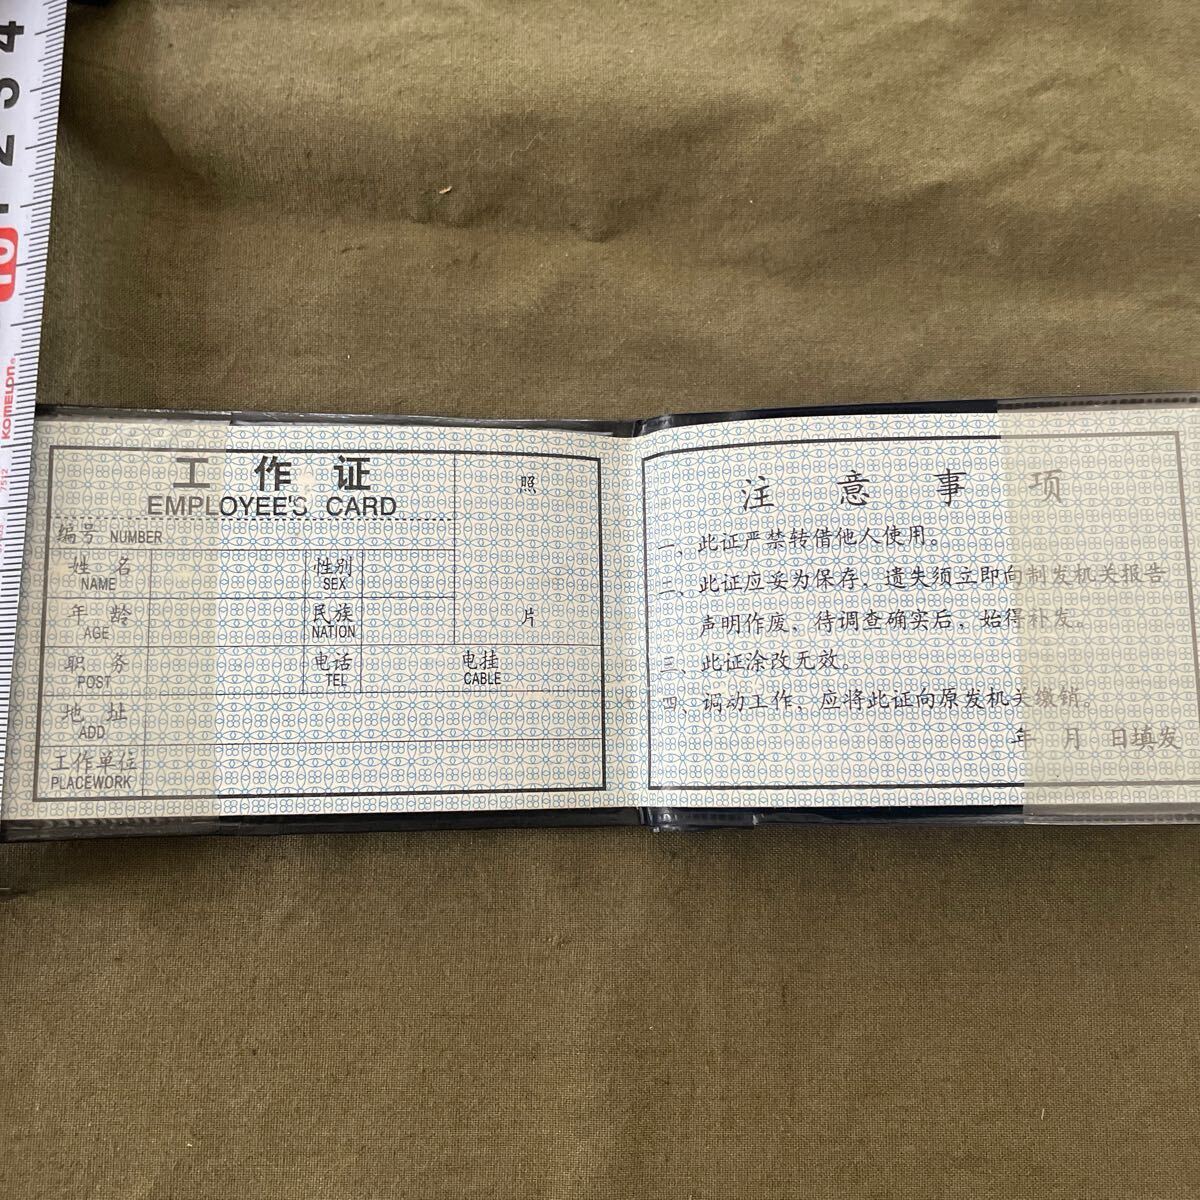 4
3
2
1
10
KOMELON®
7512
工作证
EMPLOYEE'S CARD
照
片
编号 NUMBER
姓名 性别
NAME SEX
年龄 民族
AGE NATION
职务 电话 电挂
POST TEL CABLE
地址
ADD
工作单位
PLACEWORK
注意事项
一、此证严禁转借他人使用。
二、此证应妥为保存，遗失须立即向制发机关报告
声明作废，待调查确实后，始得补发。
三、此证涂改无效。
四、调动工作，应将此证向原发机关缴销。
年 月 日填发